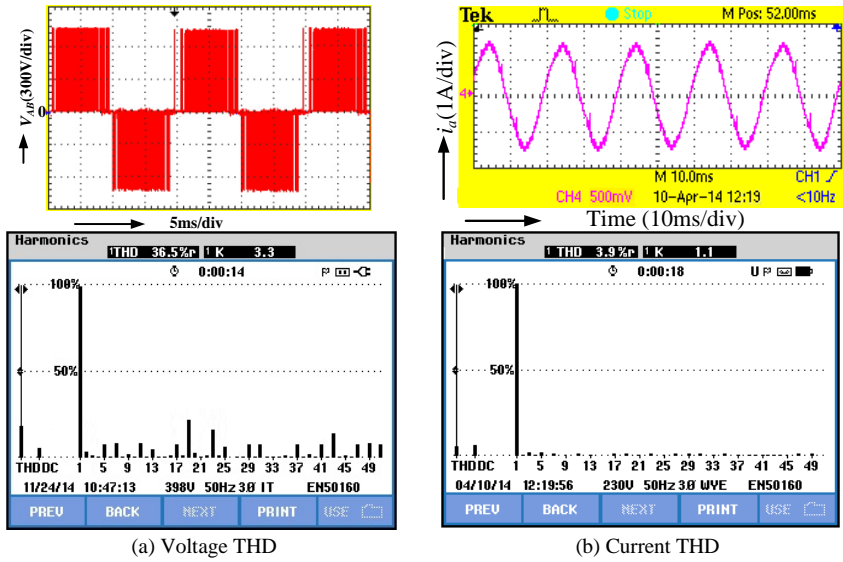 V_AB(300V/div)
0
5ms/div
Tek Stop M Pos: 52.00ms
i_a(1A/div)
4
M 10.0ms CH1
CH4 500mV 10-Apr-14 12:19 <10Hz
Time (10ms/div)
Harmonics
1THD 36.5%r 1 K 3.3
0:00:14
100%
50%
THDDC 1 5 9 13 17 21 25 29 33 37 41 45 49
11/24/14 10:47:13 398V 50Hz 3Ø IT EN50160
PREV BACK NEXT PRINT USE
Harmonics
1 THD 3.9%r 1 K 1.1
0:00:18 U
100%
50%
THDDC 1 5 9 13 17 21 25 29 33 37 41 45 49
04/10/14 12:19:56 230V 50Hz 3Ø WYE EN50160
PREV BACK NEXT PRINT USE
(a) Voltage THD
(b) Current THD